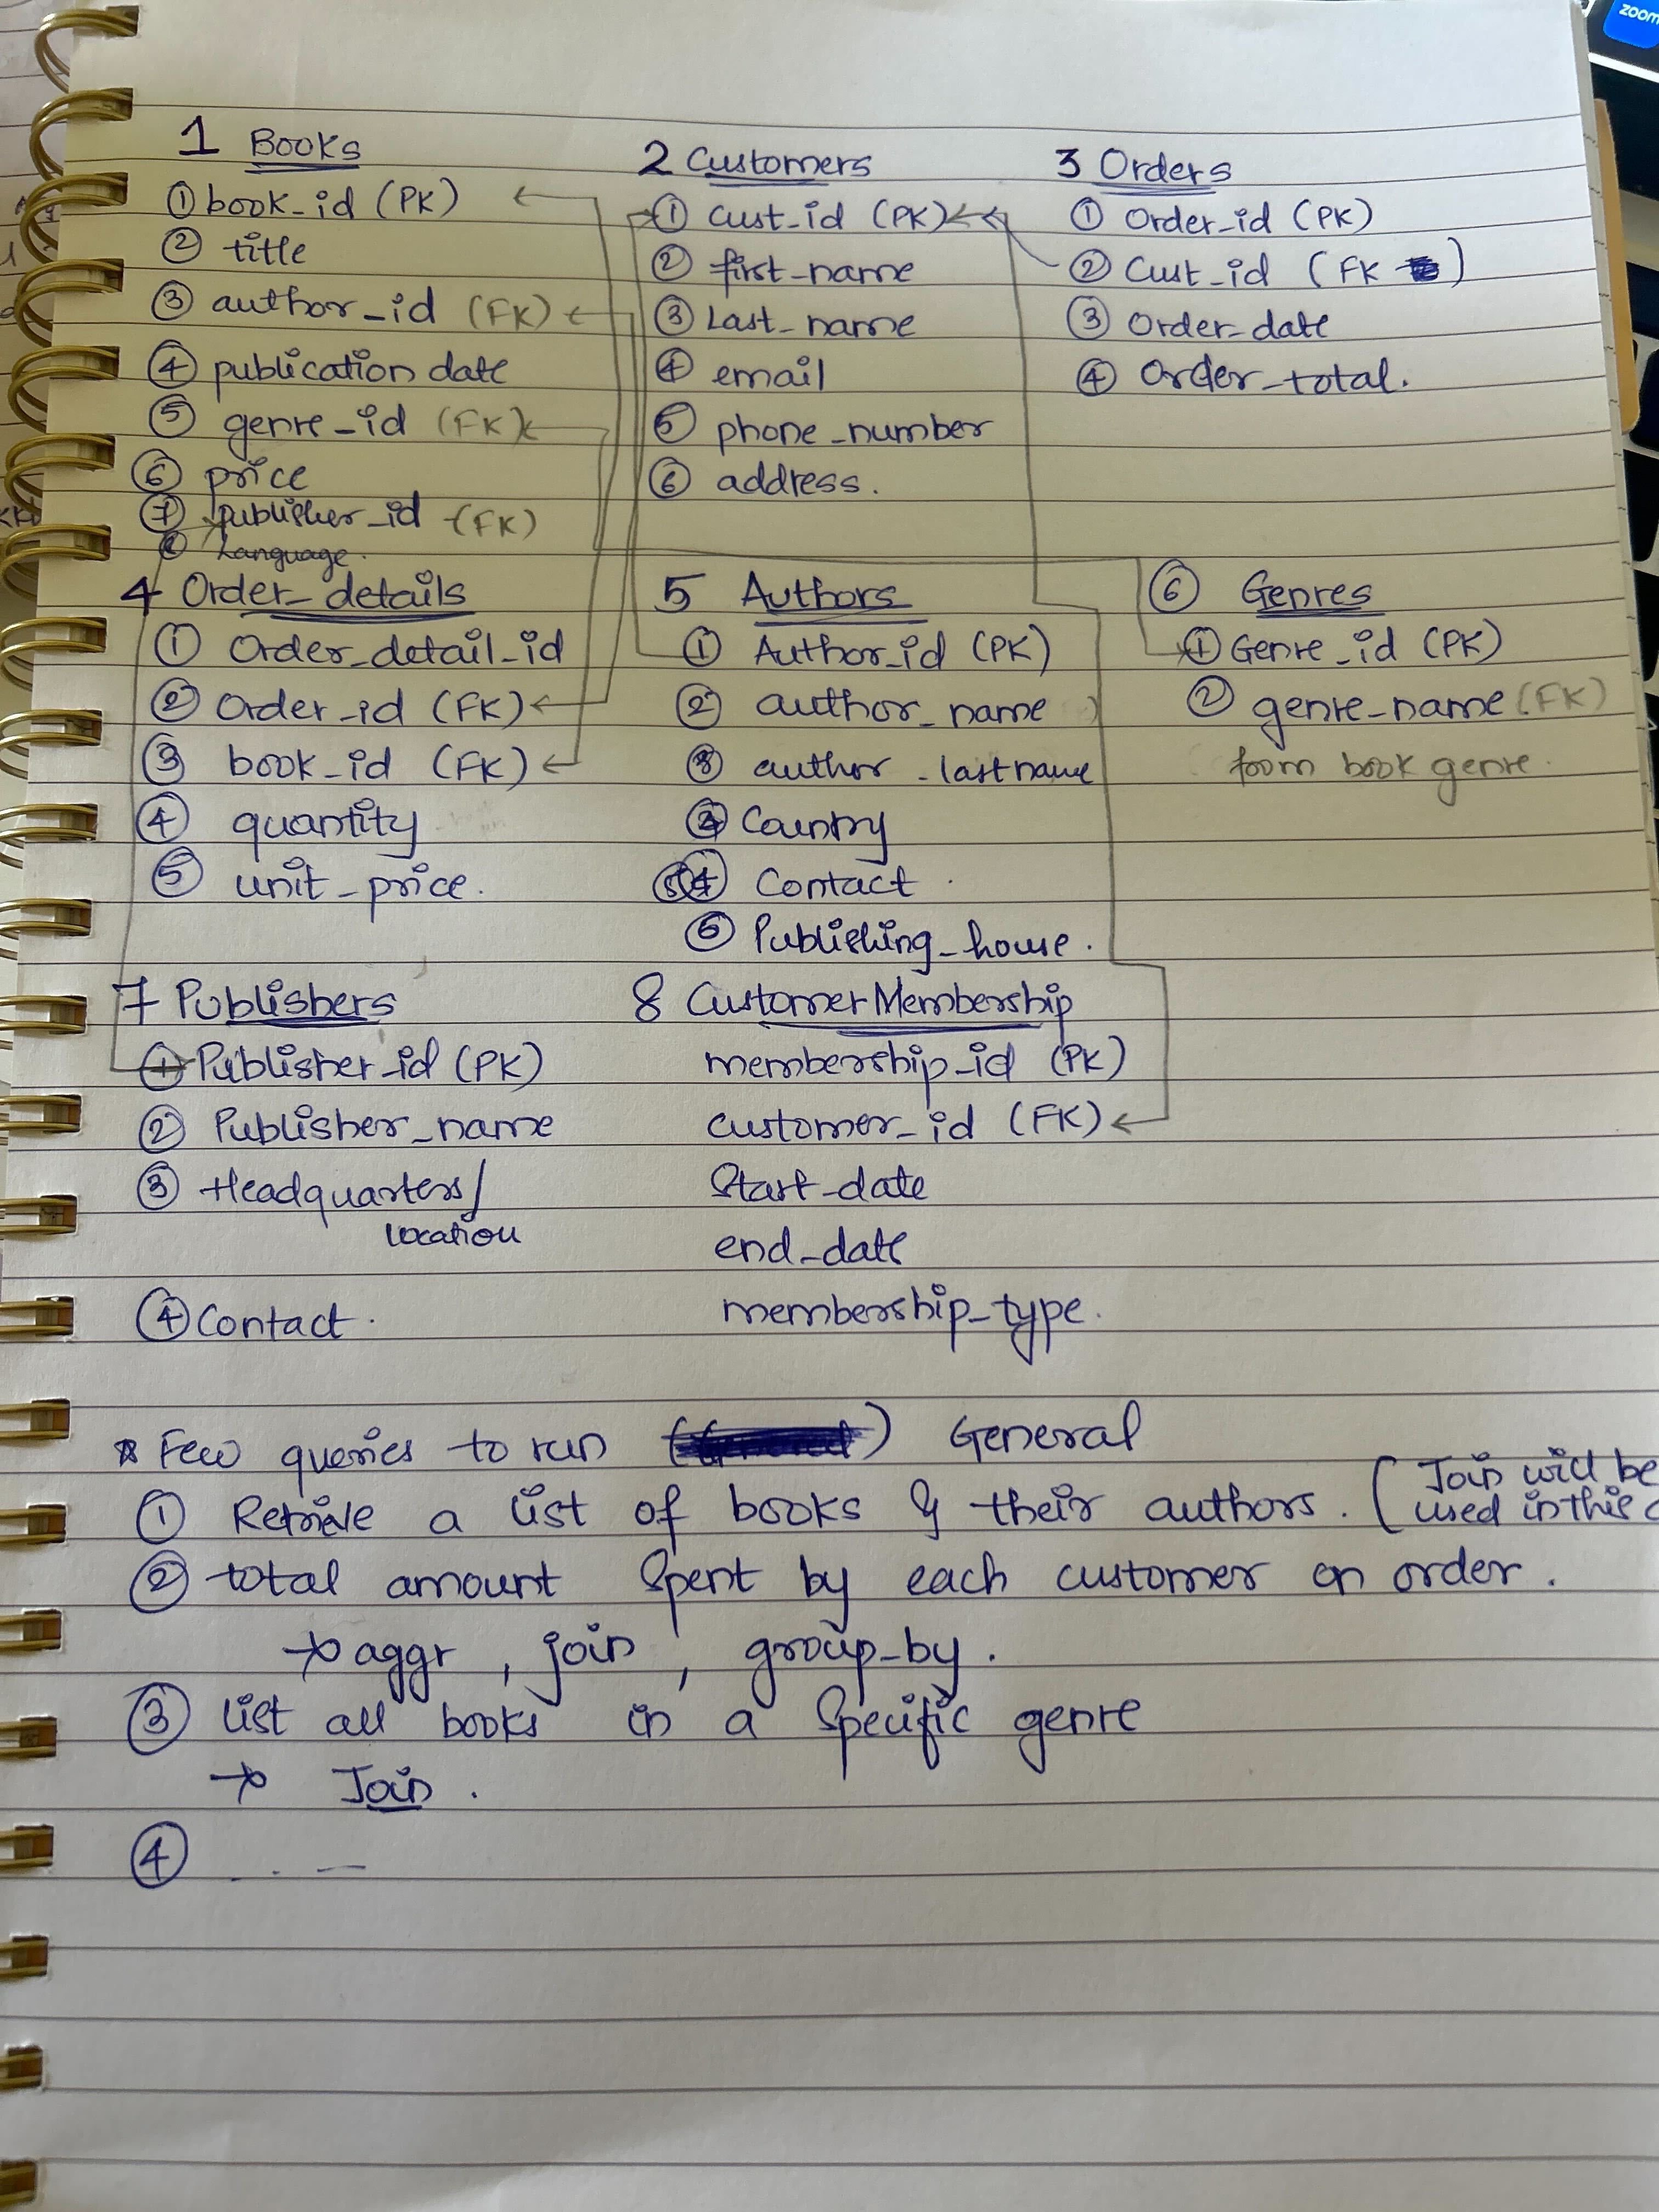 zoom
1 Books
① book_id (PK)
② title
③ author_id (FK)
④ publication date
⑤ genre_id (FK)
⑥ price
⑦ publisher_id (FK)
⑧ Language.
2 Customers
① Cust_id (PK)
② first_name
③ Last_name
④ email
⑤ phone_number
⑥ address.
3 Orders
① Order_id (PK)
② Cust_id (FK)
③ Order_date
④ Order_total.
4 Order_details
① Order_detail_id
② Order_id (FK)
③ book_id (FK)
④ quantity
⑤ unit_price.
5 Authors
① Author_id (PK)
② author_name
③ author_lastname
④ Country
⑤ Contact
⑥ Publishing_house.
⑥ Genres
① Genre_id (PK)
② genre_name (FK)
from book genre.
7 Publishers
① Publisher_id (PK)
② Publisher_name
③ Headquarters/
location
④ Contact.
8 Customer Membership
membership_id (PK)
customer_id (FK)
Start_date
end_date
membership_type.
* Few queries to run ( ) General
① Retrieve a list of books & their authors. (Join will be
used in this
② total amount spent by each customer on order.
→ aggr, join, group_by.
③ List all books in a specific genre
→ Join.
④ . . —